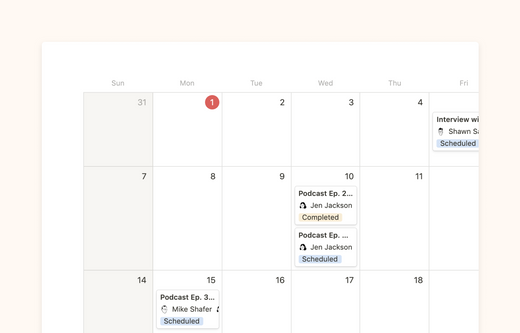 Sun Mon Tue Wed Thu Fri
31 1 2 3 4
Interview wi
Shawn Sa
Scheduled
7 8 9 10 11
Podcast Ep. 2...
Jen Jackson
Completed
Podcast Ep. ...
Jen Jackson
Scheduled
14 15 16 17 18
Podcast Ep. 3...
Mike Shafer
Scheduled